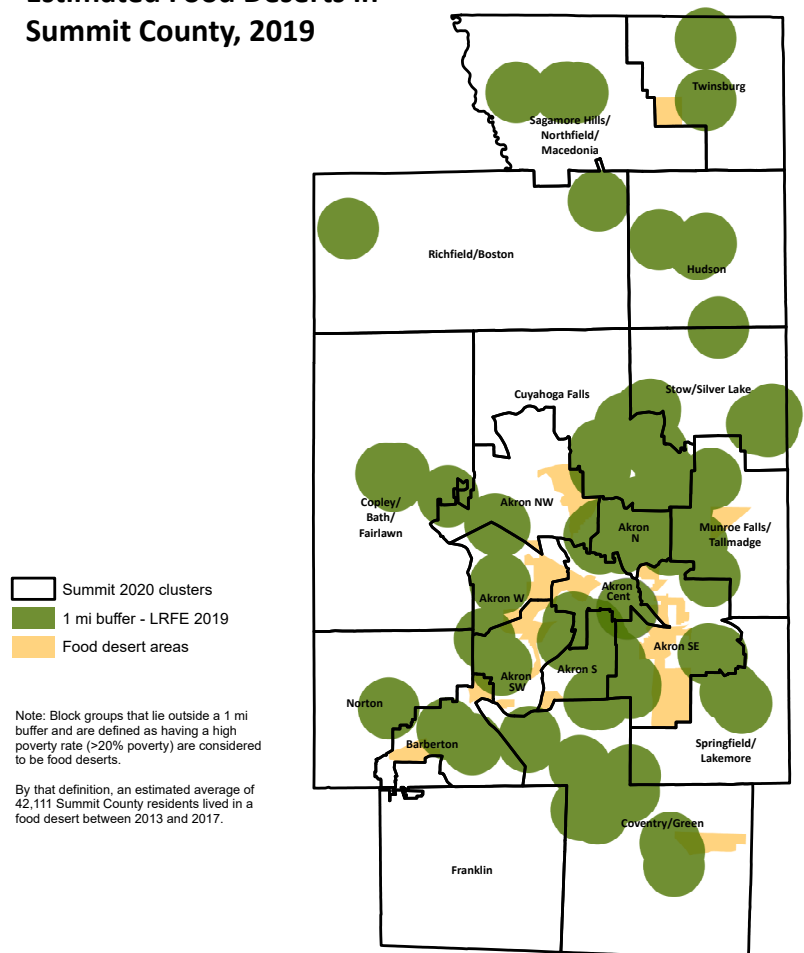 Estimated Food Deserts in
Summit County, 2019
Twinsburg
Sagamore Hills/
Northfield/
Macedonia
Richfield/Boston
Hudson
Cuyahoga Falls
Stow/Silver Lake
Copley/
Bath/
Fairlawn
Akron NW
Akron
N
Munroe Falls/
Tallmadge
Akron W
Akron
Cent
Akron SE
Akron S
Akron
SW
Norton
Barberton
Springfield/
Lakemore
Coventry/Green
Franklin
Summit 2020 clusters
1 mi buffer - LRFE 2019
Food desert areas
Note: Block groups that lie outside a 1 mi
buffer and are defined as having a high
poverty rate (>20% poverty) are considered
to be food deserts.
By that definition, an estimated average of
42,111 Summit County residents lived in a
food desert between 2013 and 2017.